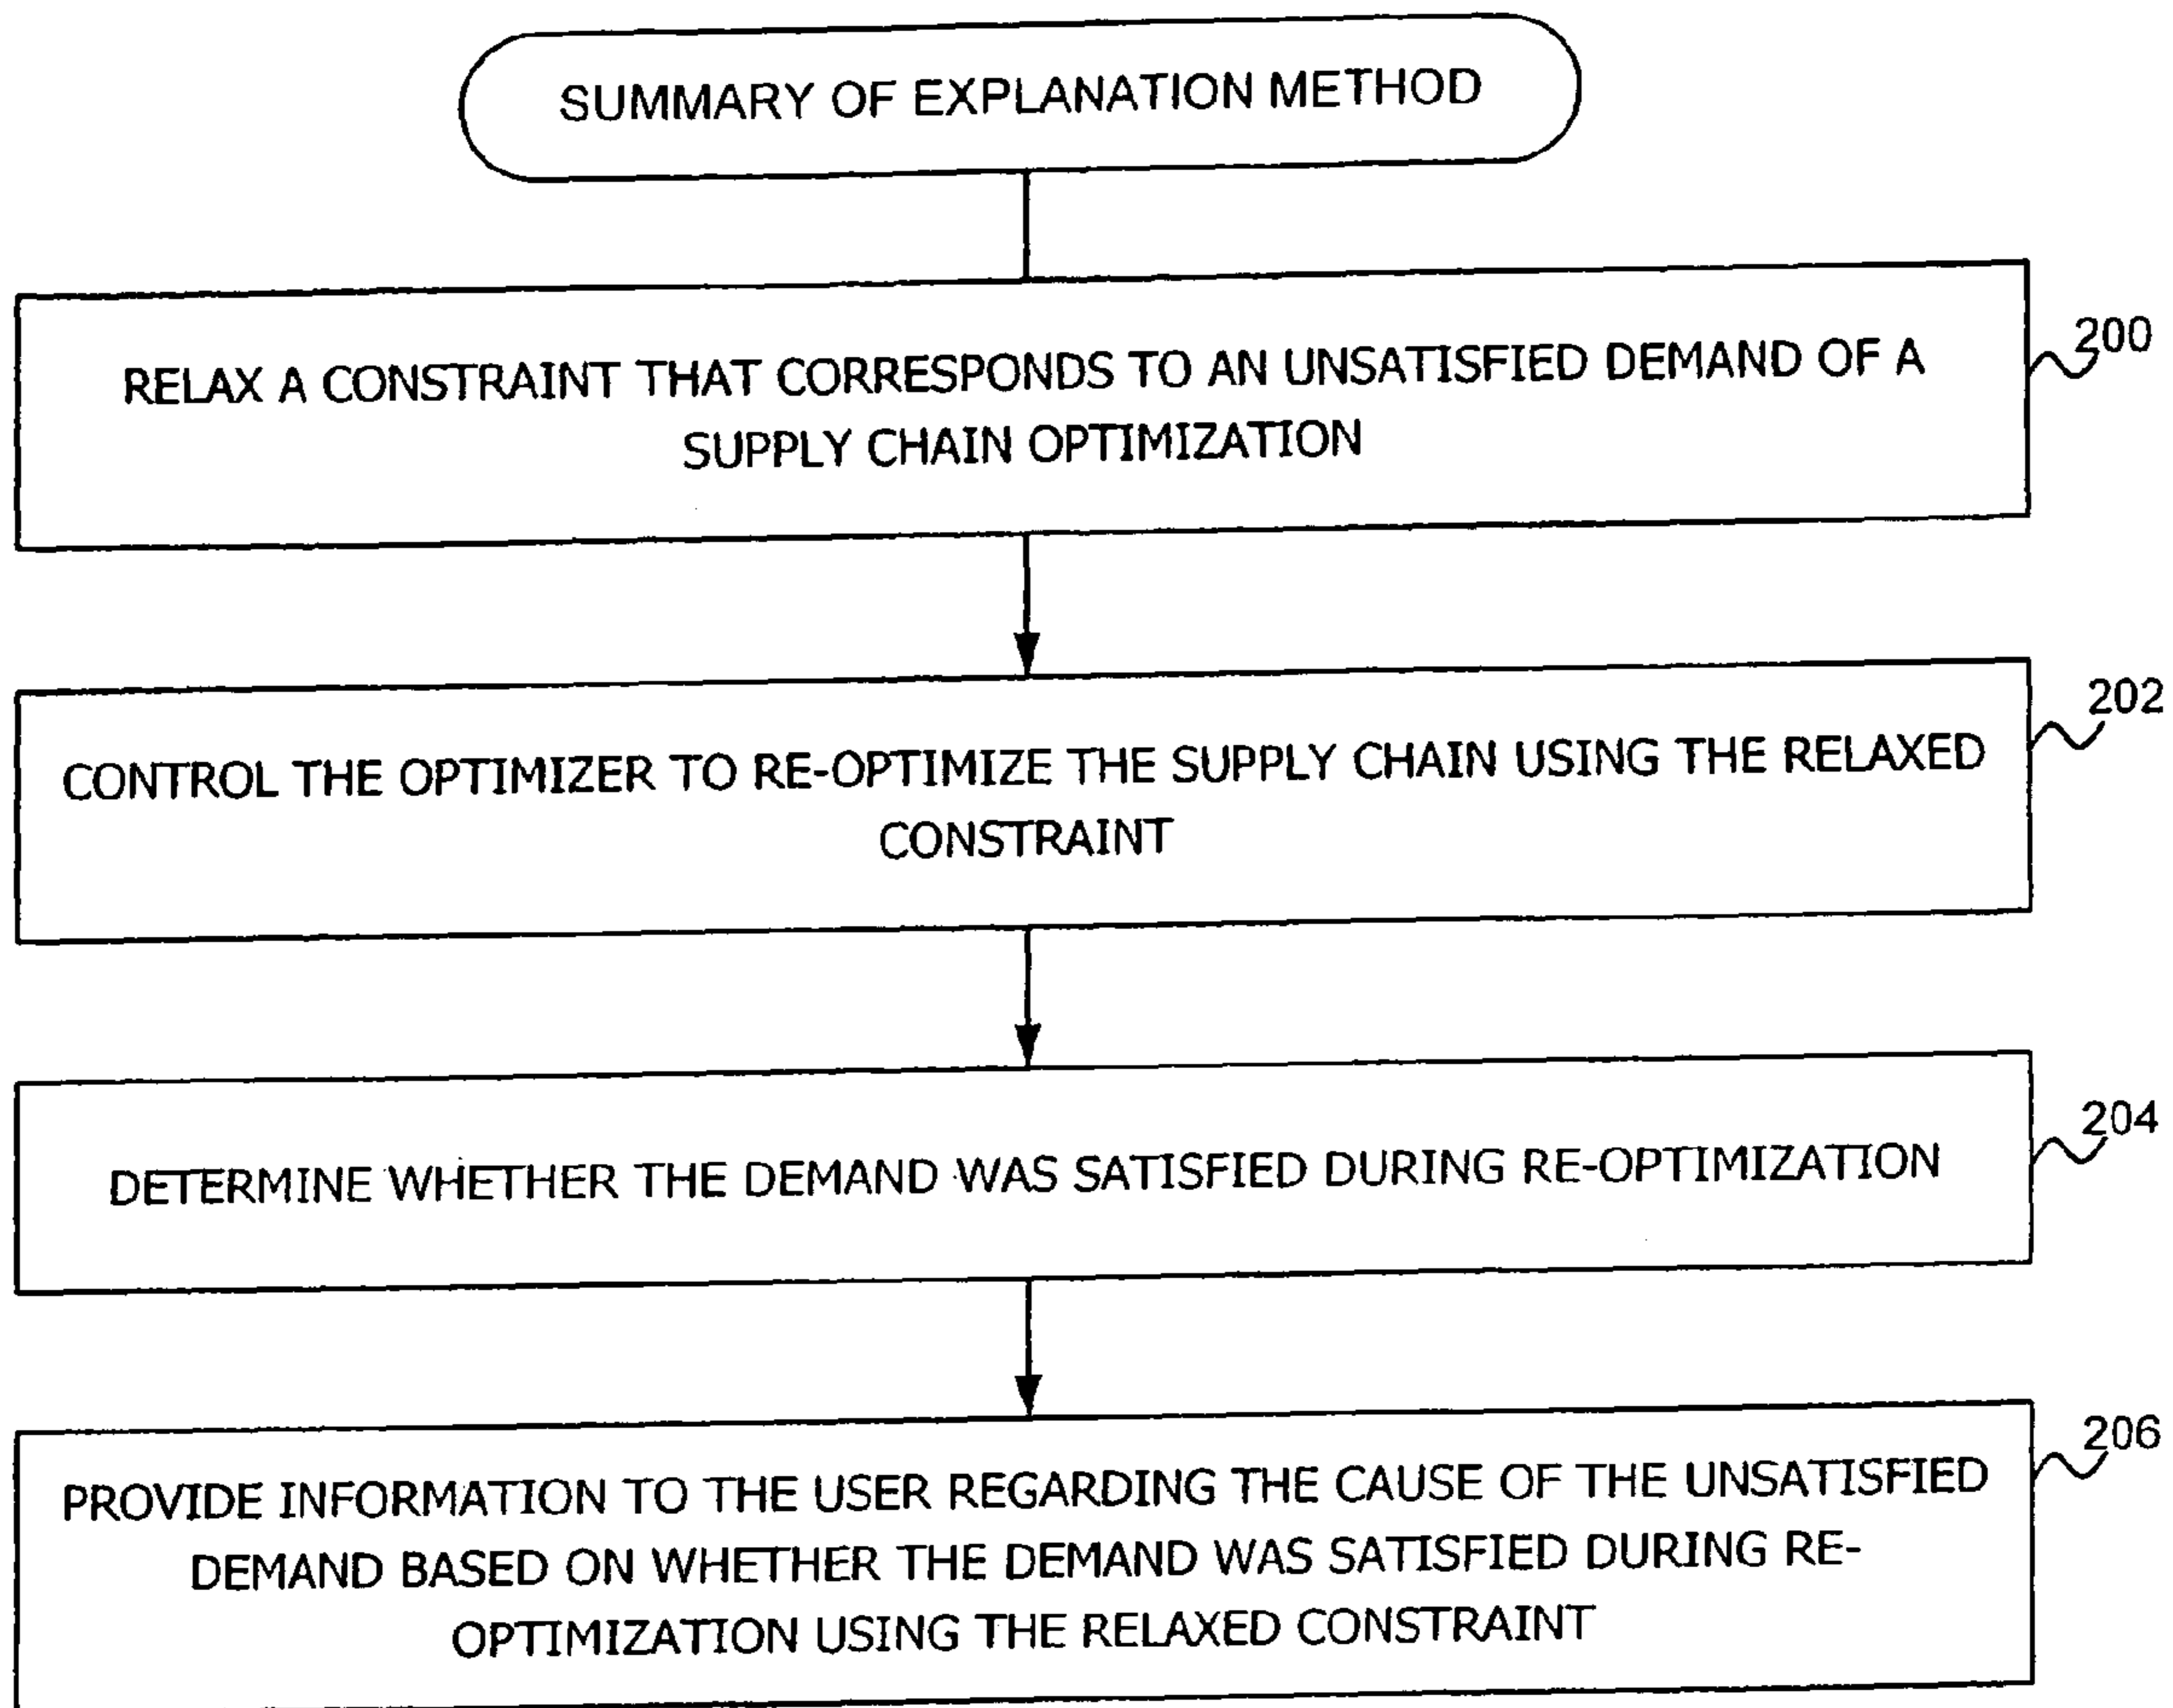 SUMMARY OF EXPLANATION METHOD
200
RELAX A CONSTRAINT THAT CORRESPONDS TO AN UNSATISFIED DEMAND OF A
SUPPLY CHAIN OPTIMIZATION
202
CONTROL THE OPTIMIZER TO RE-OPTIMIZE THE SUPPLY CHAIN USING THE RELAXED
CONSTRAINT
204
DETERMINE WHETHER THE DEMAND WAS SATISFIED DURING RE-OPTIMIZATION
206
PROVIDE INFORMATION TO THE USER REGARDING THE CAUSE OF THE UNSATISFIED
DEMAND BASED ON WHETHER THE DEMAND WAS SATISFIED DURING RE-
OPTIMIZATION USING THE RELAXED CONSTRAINT